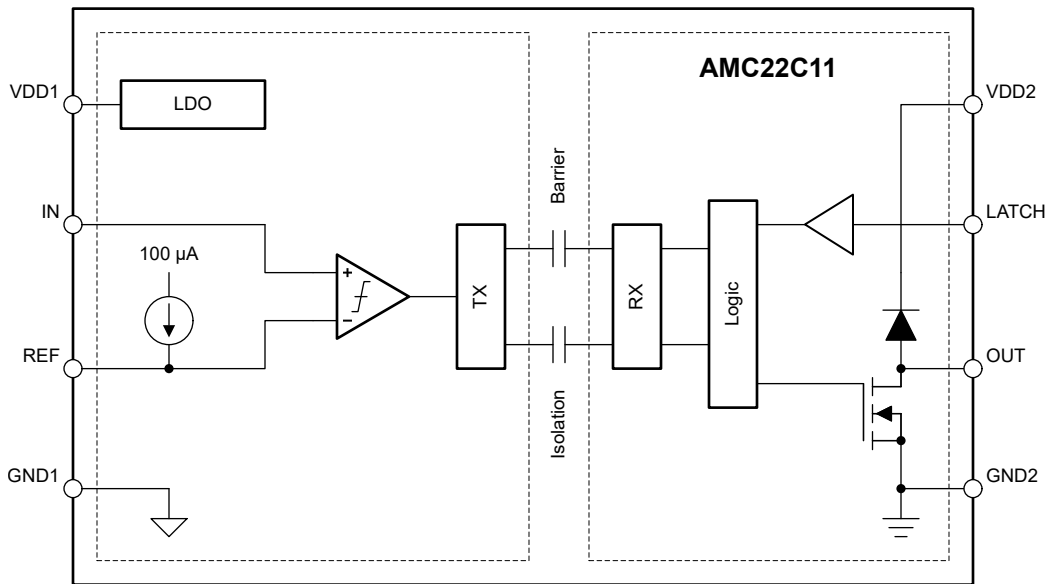 AMC22C11
VDD1
LDO
VDD2
IN
LATCH
100 µA
+
−
TX
Barrier
Isolation
RX
Logic
REF
OUT
GND1
GND2